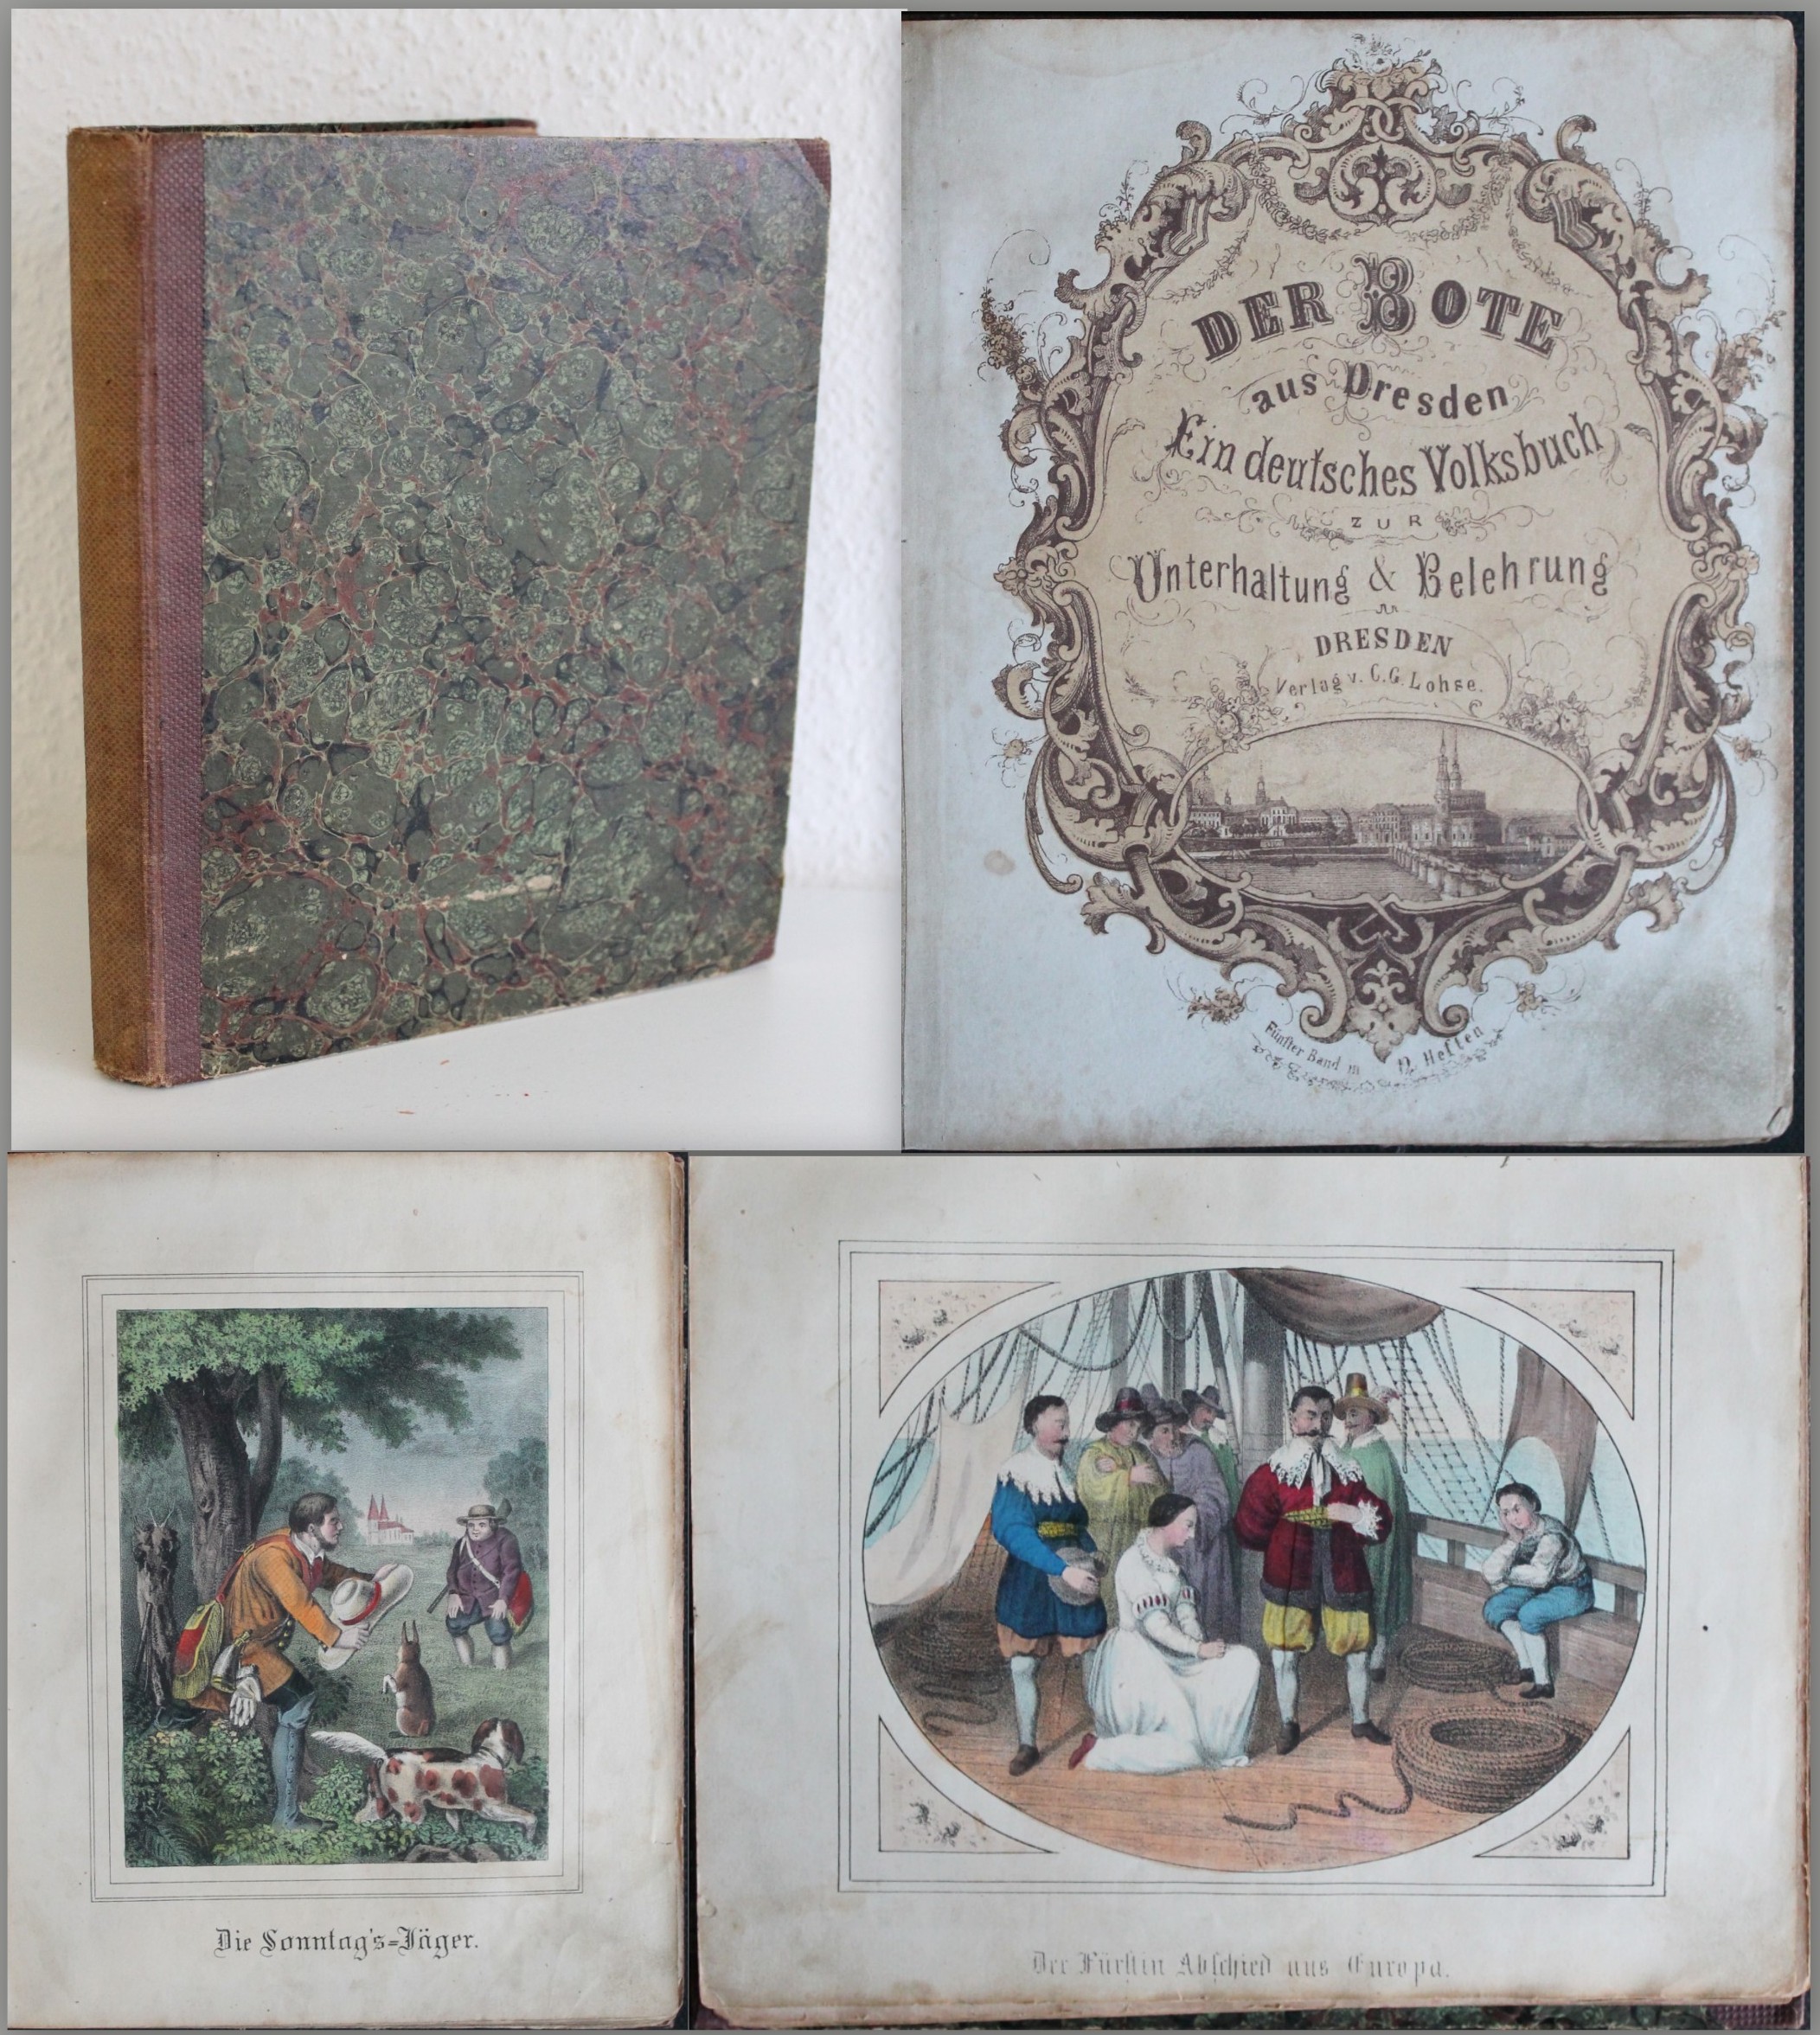 DER BOTE
aus Dresden
Ein deutsches Volksbuch
ZUR
Unterhaltung & Belehrung
DRESDEN
Verlag v. C.G. Lohse.
Fünfter Band in 12 Heften
Die Sonntag's=Jäger.
Der Fürstin Abschied aus Europa.